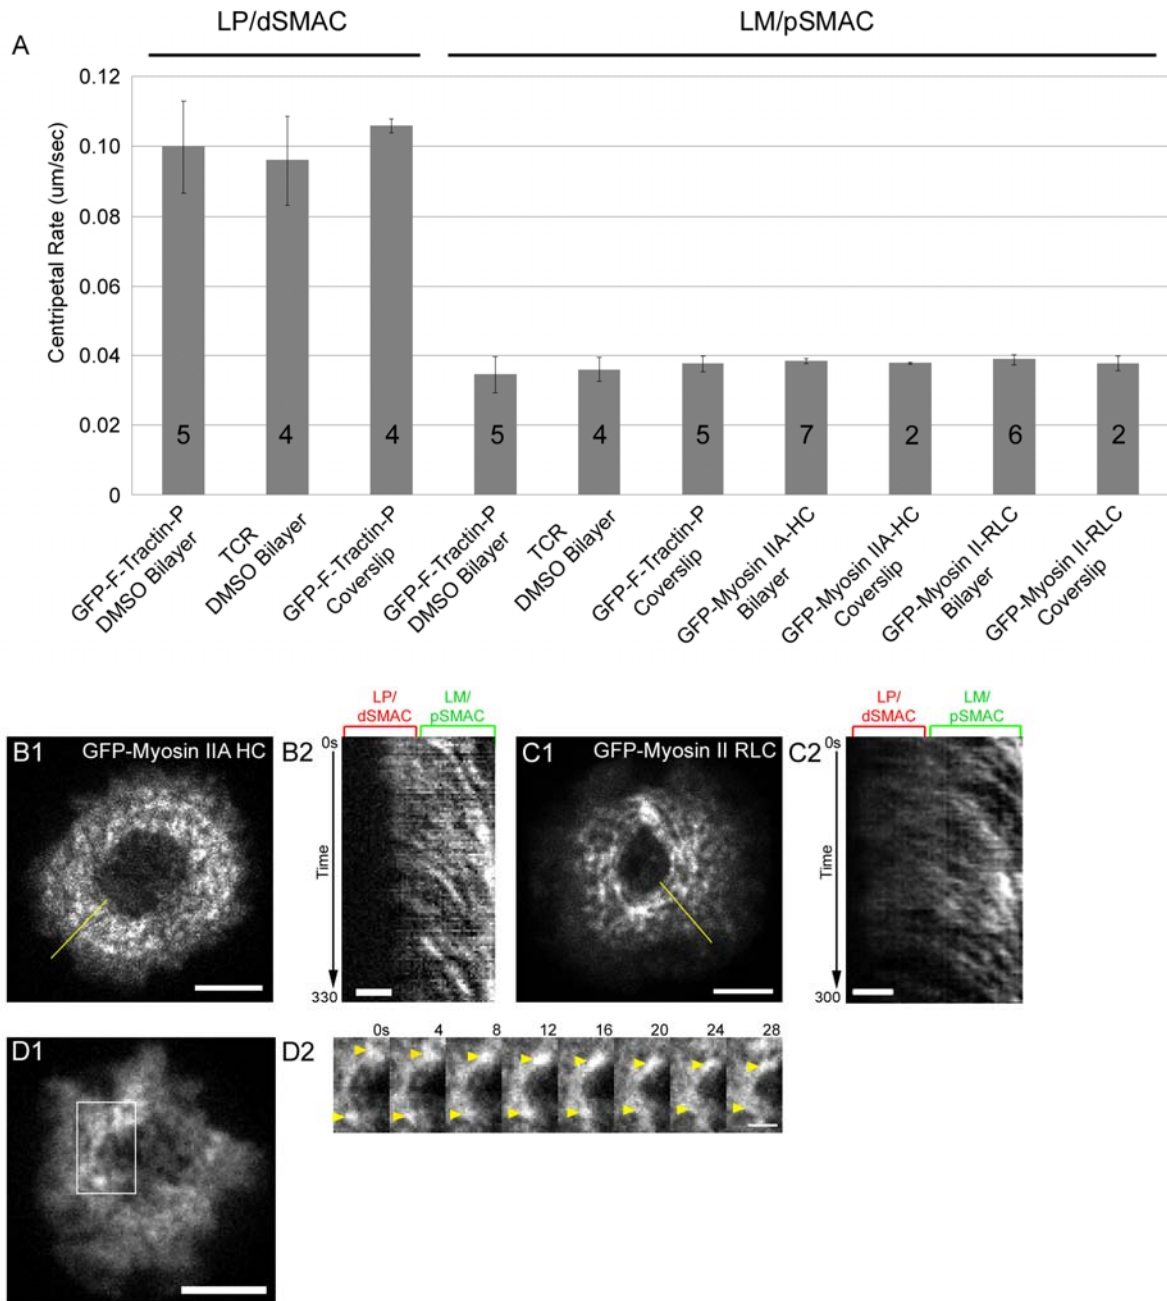 LP/dSMAC
LM/pSMAC
A
Centripetal Rate (um/sec)
0.12
0.10
0.08
0.06
0.04
0.02
0
5
4
4
5
4
5
7
2
6
2
GFP-F-Tractin-P
DMSO Bilayer
TCR
DMSO Bilayer
GFP-F-Tractin-P
Coverslip
GFP-F-Tractin-P
DMSO Bilayer
TCR
DMSO Bilayer
GFP-F-Tractin-P
Coverslip
GFP-Myosin IIA-HC
Bilayer
GFP-Myosin IIA-HC
Coverslip
GFP-Myosin II-RLC
Bilayer
GFP-Myosin II-RLC
Coverslip
B1
GFP-Myosin IIA HC
B2
LP/
dSMAC
LM/
pSMAC
0s
Time
330
C1
GFP-Myosin II RLC
C2
LP/
dSMAC
LM/
pSMAC
0s
Time
300
D1
D2
0s 4 8 12 16 20 24 28